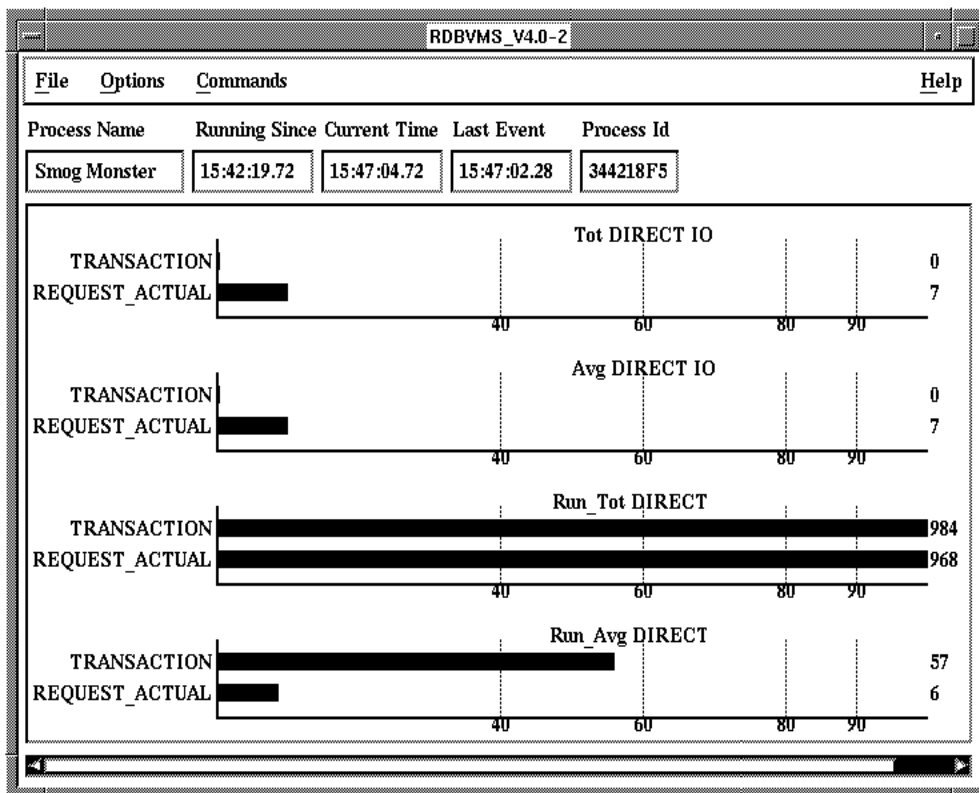 RDBVMS_V4.0-2
File Options Commands Help
Process Name Running Since Current Time Last Event Process Id
Smog Monster 15:42:19.72 15:47:04.72 15:47:02.28 344218F5
Tot DIRECT IO
TRANSACTION 0
REQUEST_ACTUAL 7
40 60 80 90
Avg DIRECT IO
TRANSACTION 0
REQUEST_ACTUAL 7
40 60 80 90
Run_Tot DIRECT
TRANSACTION 984
REQUEST_ACTUAL 968
40 60 80 90
Run_Avg DIRECT
TRANSACTION 57
REQUEST_ACTUAL 6
40 60 80 90